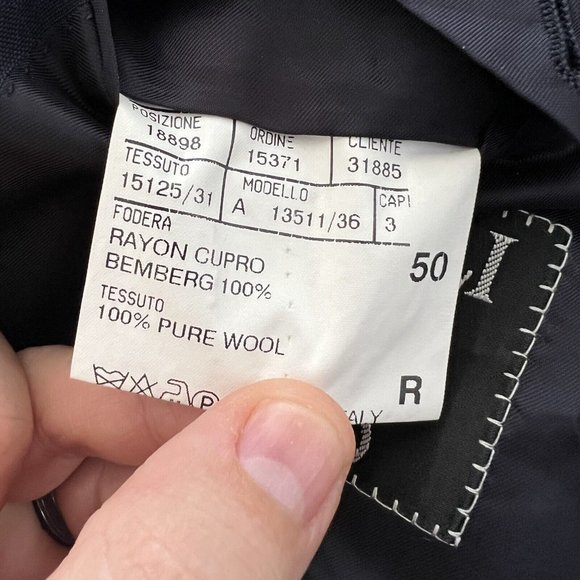 POSIZIONE ORDINE CLIENTE
18898 15371 31885
TESSUTO MODELLO CAPI
15125/31 A 13511/36 3
FODERA
RAYON CUPRO
BEMBERG 100%
50
TESSUTO
100% PURE WOOL
R
P